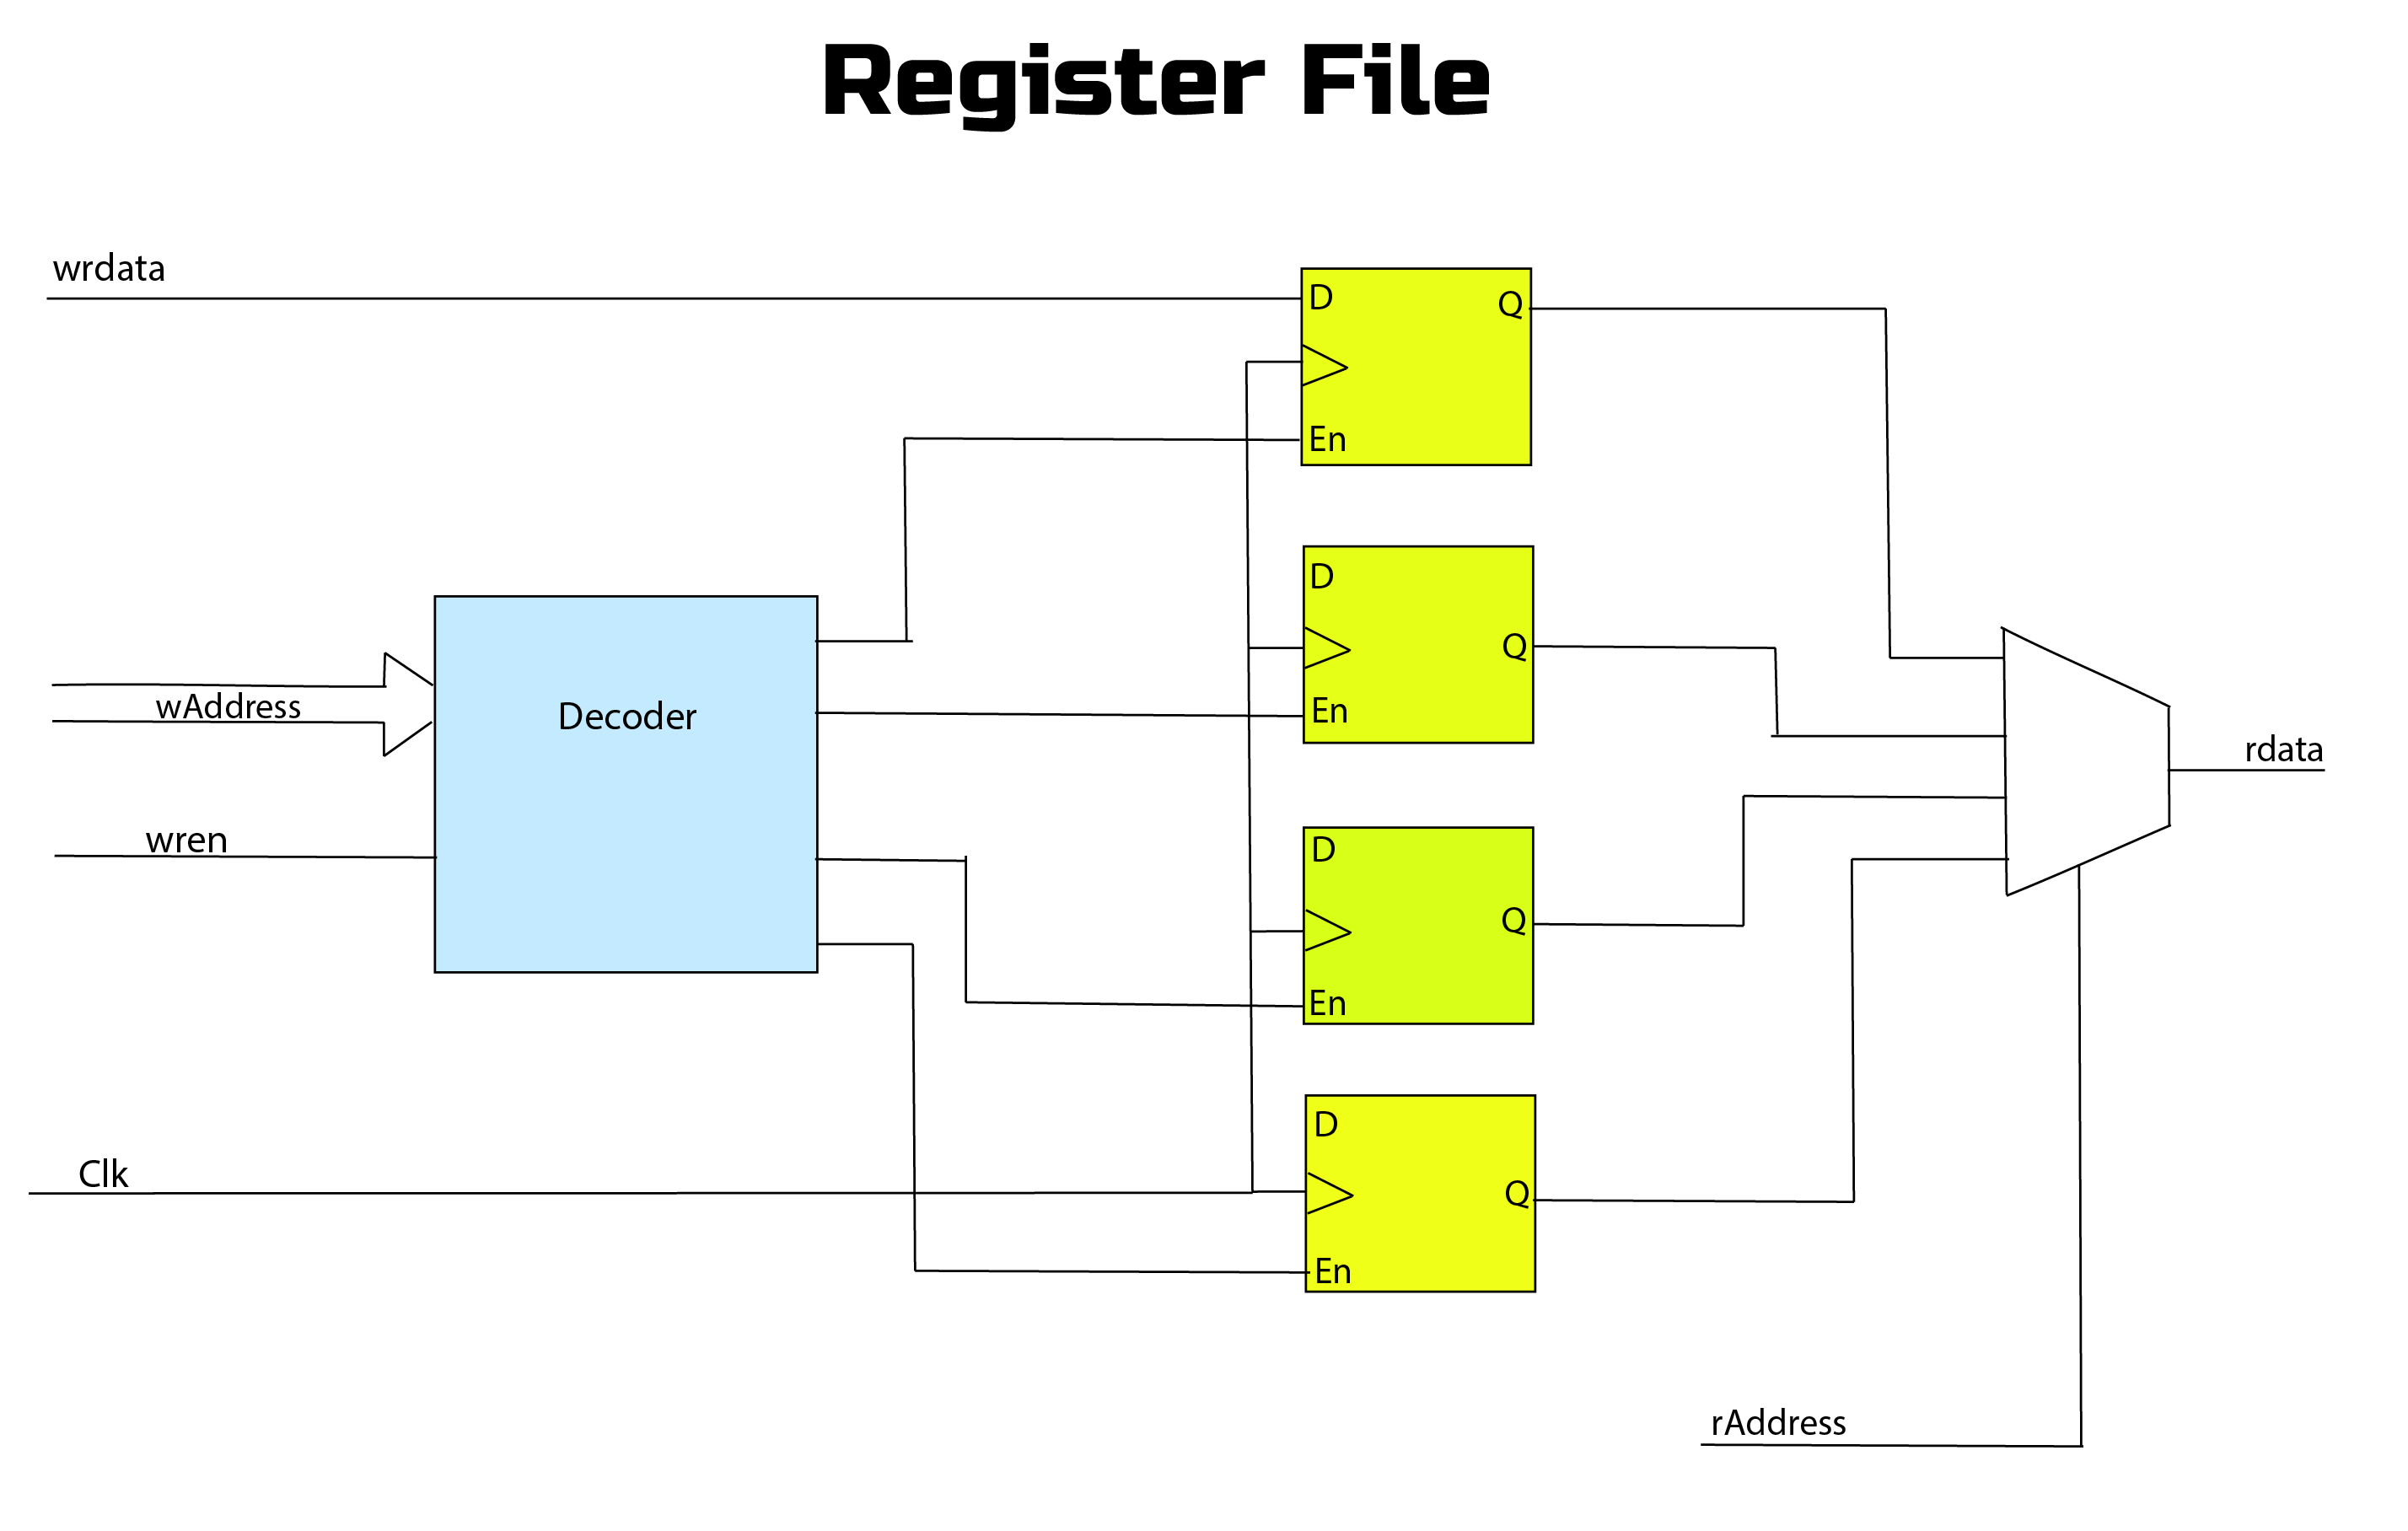 Register File
wrdata
D
Q
En
D
Q
En
wAddress
Decoder
rdata
wren
D
Q
En
D
Clk
Q
En
rAddress